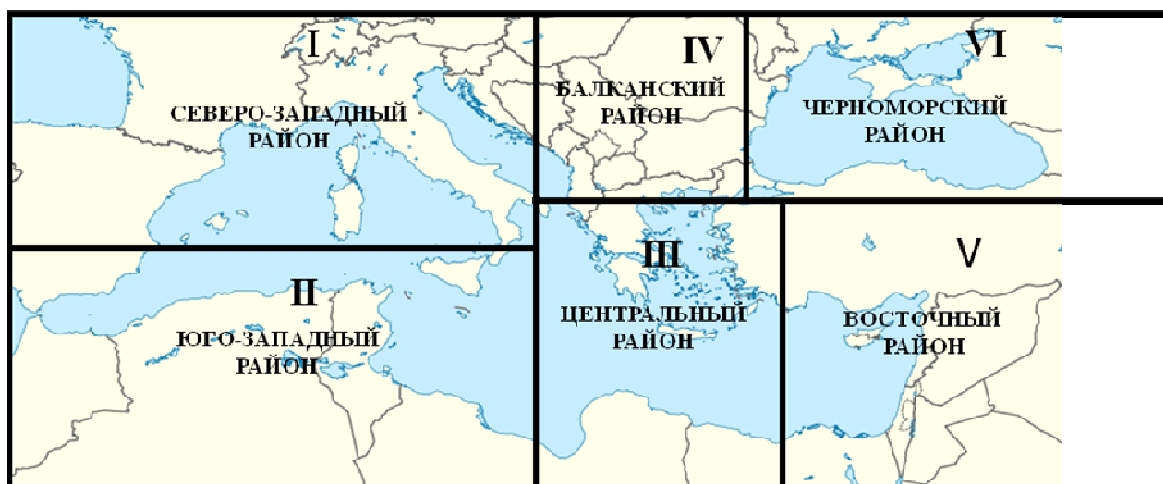 I
СЕВЕРО-ЗАПАДНЫЙ
РАЙОН
IV
БАЛКАНСКИЙ
РАЙОН
VI
ЧЕРНОМОРСКИЙ
РАЙОН
II
ЮГО-ЗАПАДНЫЙ
РАЙОН
III
ЦЕНТРАЛЬНЫЙ
РАЙОН
V
ВОСТОЧНЫЙ
РАЙОН